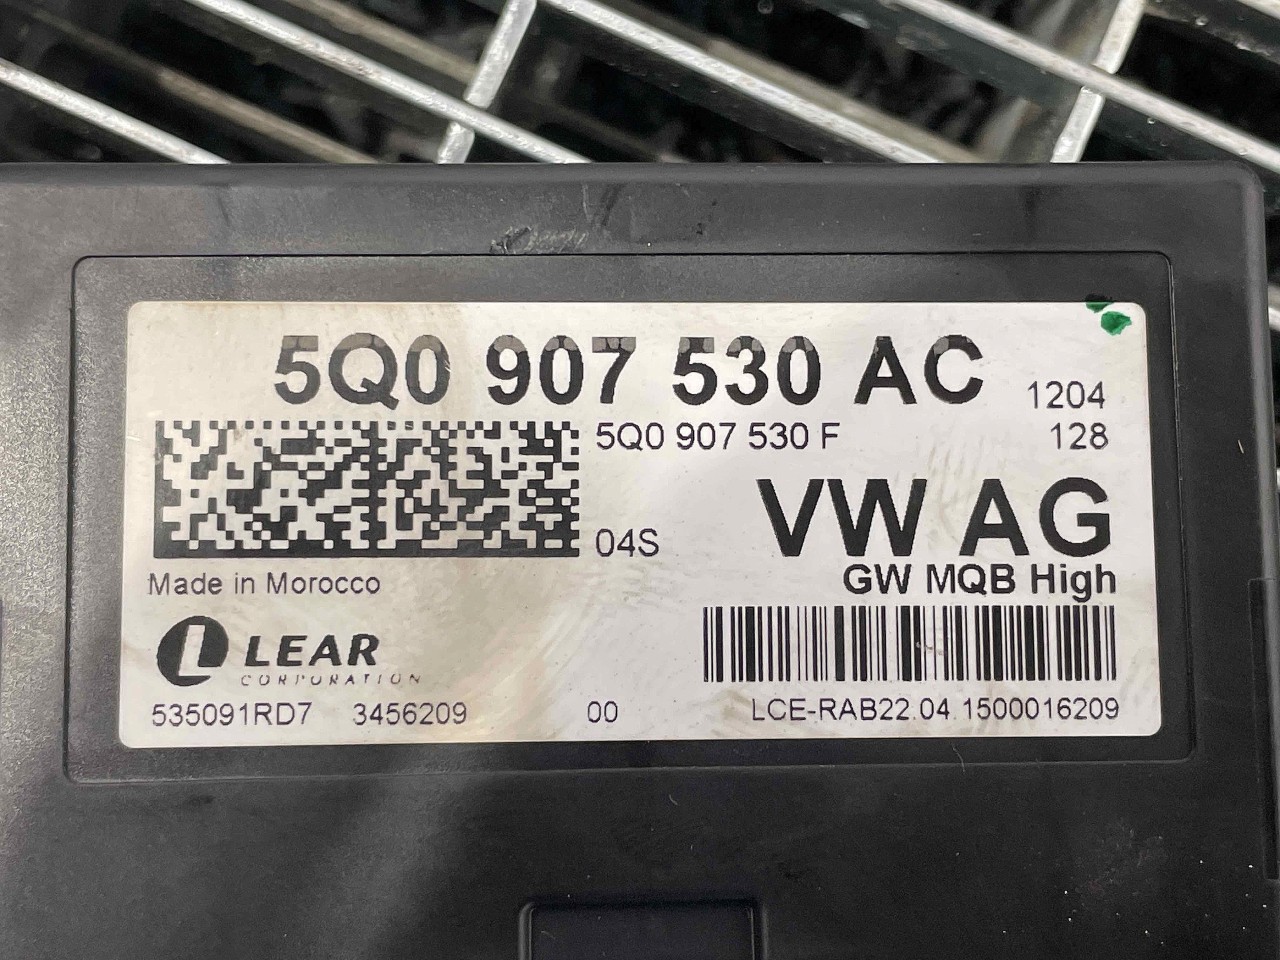 5Q0 907 530 AC 1204
5Q0 907 530 F 128
04S VW AG
Made in Morocco GW MQB High
LEAR
CORPORATION
535091RD7 3456209 00 LCE-RAB22.04.1500016209